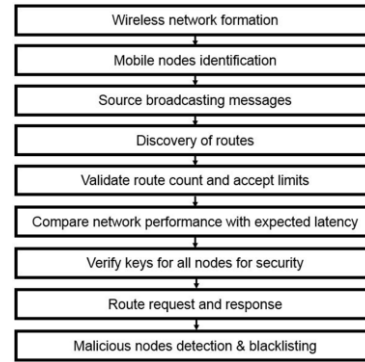 Wireless network formation
Mobile nodes identification
Source broadcasting messages
Discovery of routes
Validate route count and accept limits
Compare network performance with expected latency
Verify keys for all nodes for security
Route request and response
Malicious nodes detection & blacklisting